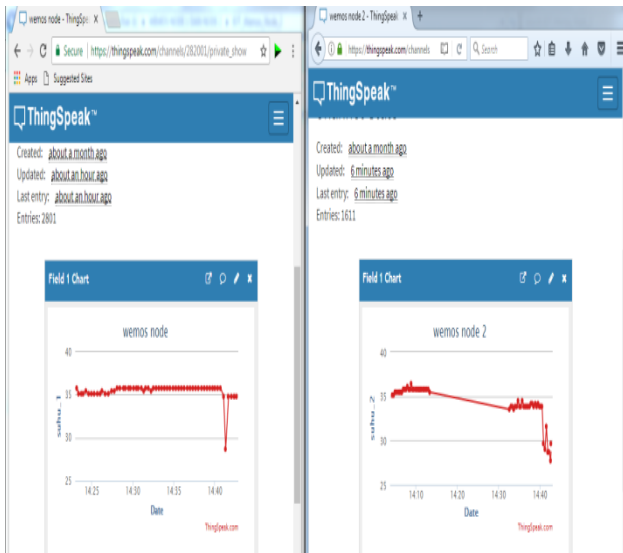 wemos node - ThingSpe: X
Secure | https://thingspeak.com/channels/282001/private_show
Apps Suggested Sites
ThingSpeak™
Created: about a month ago
Updated: about an hour ago
Last entry: about an hour ago
Entries: 2801
Field 1 Chart
wemos node
suhu_1
40
35
30
25
14:25 14:30 14:35 14:40
Date
ThingSpeak.com
wemos node 2 - ThingSpeak X +
https://thingspeak.com/channels Search
ThingSpeak™
Created: about a month ago
Updated: 6 minutes ago
Last entry: 6 minutes ago
Entries: 1611
Field 1 Chart
wemos node 2
suhu_2
40
35
30
25
14:10 14:20 14:30 14:40
Date
ThingSpeak.com